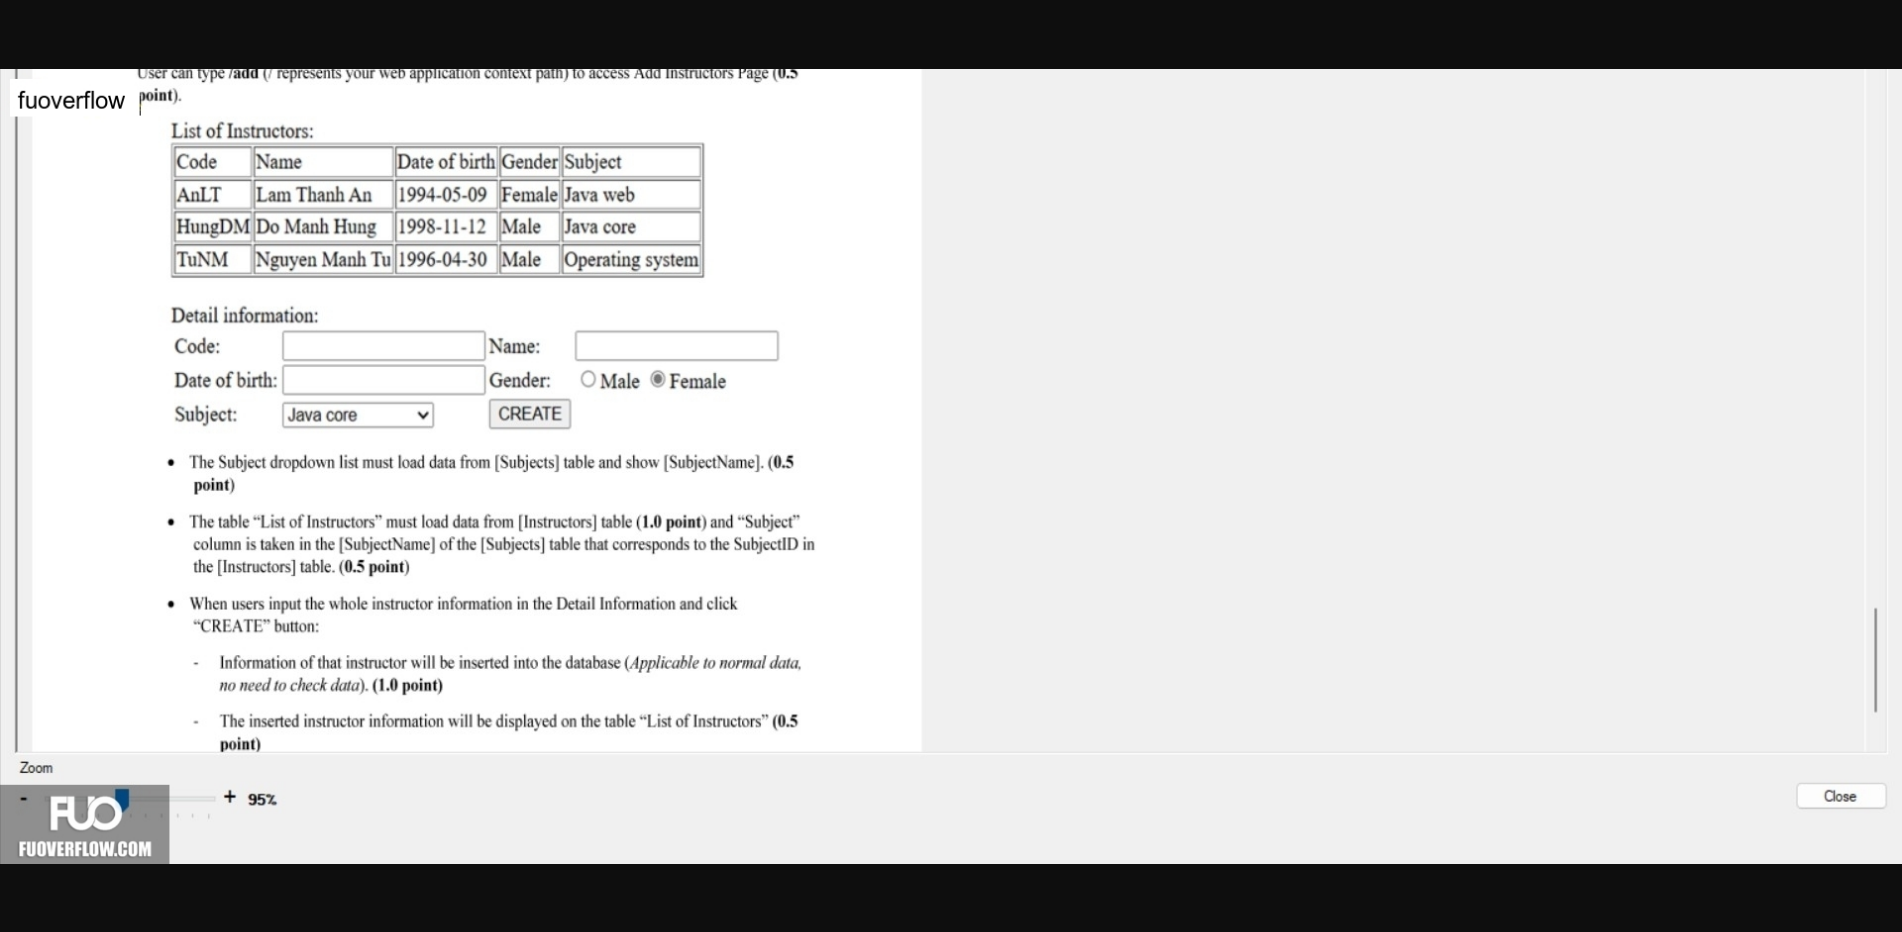 User can type /add (/ represents your web application context path) to access Add Instructors Page (0.5
fuoverflow
point).
List of Instructors:
Code Name Date of birth Gender Subject
AnLT Lam Thanh An 1994-05-09 Female Java web
HungDM Do Manh Hung 1998-11-12 Male Java core
TuNM Nguyen Manh Tu 1996-04-30 Male Operating system
Detail information:
Code: Name:
Date of birth: Gender: Male Female
Subject: Java core CREATE
• The Subject dropdown list must load data from [Subjects] table and show [SubjectName]. (0.5
point)
• The table “List of Instructors” must load data from [Instructors] table (1.0 point) and “Subject”
column is taken in the [SubjectName] of the [Subjects] table that corresponds to the SubjectID in
the [Instructors] table. (0.5 point)
• When users input the whole instructor information in the Detail Information and click
“CREATE” button:
- Information of that instructor will be inserted into the database (Applicable to normal data,
no need to check data). (1.0 point)
- The inserted instructor information will be displayed on the table “List of Instructors” (0.5
point)
Zoom
- + 95%
Close
FUO
FUOVERFLOW.COM